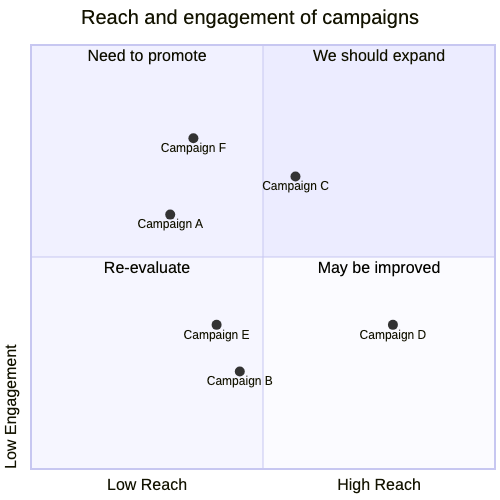 Reach and engagement of campaigns
Need to promote
We should expand
Campaign F
Campaign C
Campaign A
Re-evaluate
May be improved
Campaign E
Campaign D
Campaign B
Low Engagement
Low Reach
High Reach